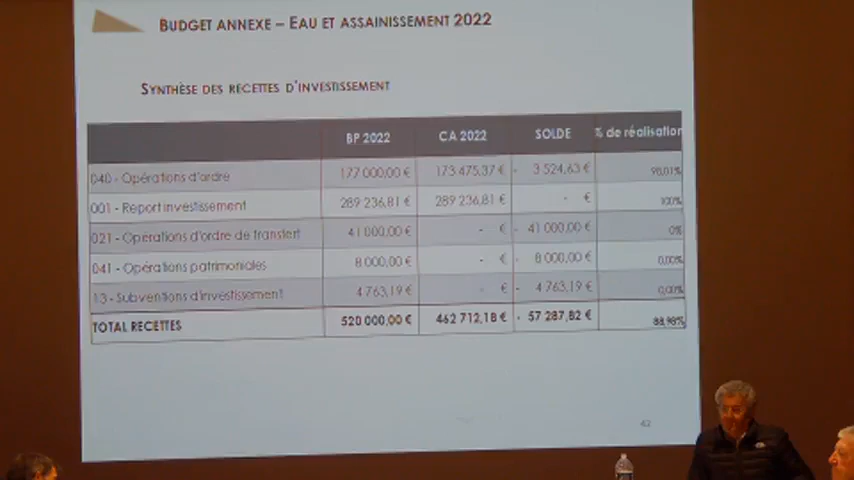 BUDGET ANNEXE – EAU ET ASSAINISSEMENT 2022
SYNTHÈSE DES RECETTES D'INVESTISSEMENT
BP 2022 CA 2022 SOLDE % de réalisation
040 - Opérations d'ordre 177 000,00 € 173 475,37 € - 3 524,63 € 98,01%
001 - Report investissement 289 236,81 € 289 236,81 € - € 100%
021 - Opérations d'ordre de transfert 41 000,00 € - € - 41 000,00 € 0%
041 - Opérations patrimoniales 8 000,00 € - € - 8 000,00 € 0,00%
13 - Subventions d'investissement 4 763,19 € - € - 4 763,19 € 0,00%
TOTAL RECETTES 520 000,00 € 462 712,18 € - 57 287,82 € 88,98%